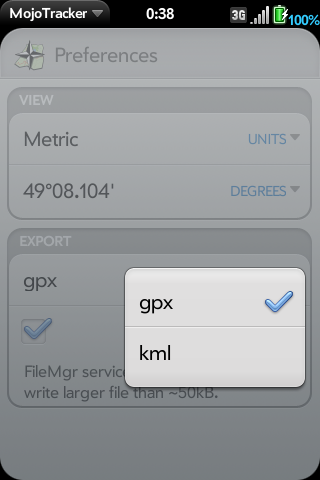 MojoTracker 0:38 3G 100%
Preferences
VIEW
Metric UNITS
49°08.104' DEGREES
EXPORT
gpx
gpx
kml
FileMgr servic
write larger file than ~50kB.